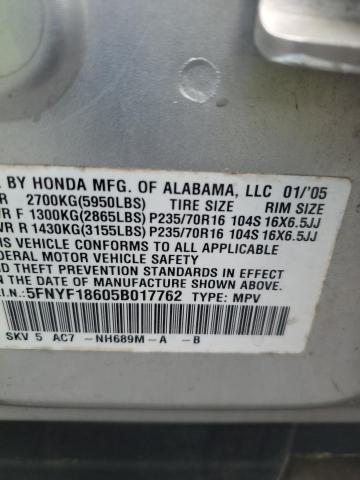 . BY HONDA MFG. OF ALABAMA, LLC 01/'05
R 2700KG(5950LBS) TIRE SIZE RIM SIZE
WR F 1300KG(2865LBS) P235/70R16 104S 16X6.5JJ
WR R 1430KG(3155LBS) P235/70R16 104S 16X6.5JJ
IS VEHICLE CONFORMS TO ALL APPLICABLE
DERAL MOTOR VEHICLE SAFETY
D THEFT PREVENTION STANDARDS IN EFFECT
N THE DATE OF MANUFACTURE SHOWN ABOVE.
I.N.:5FNYF18605B017762 TYPE: MPV
SKV 5 AC7 -NH689M-A -B